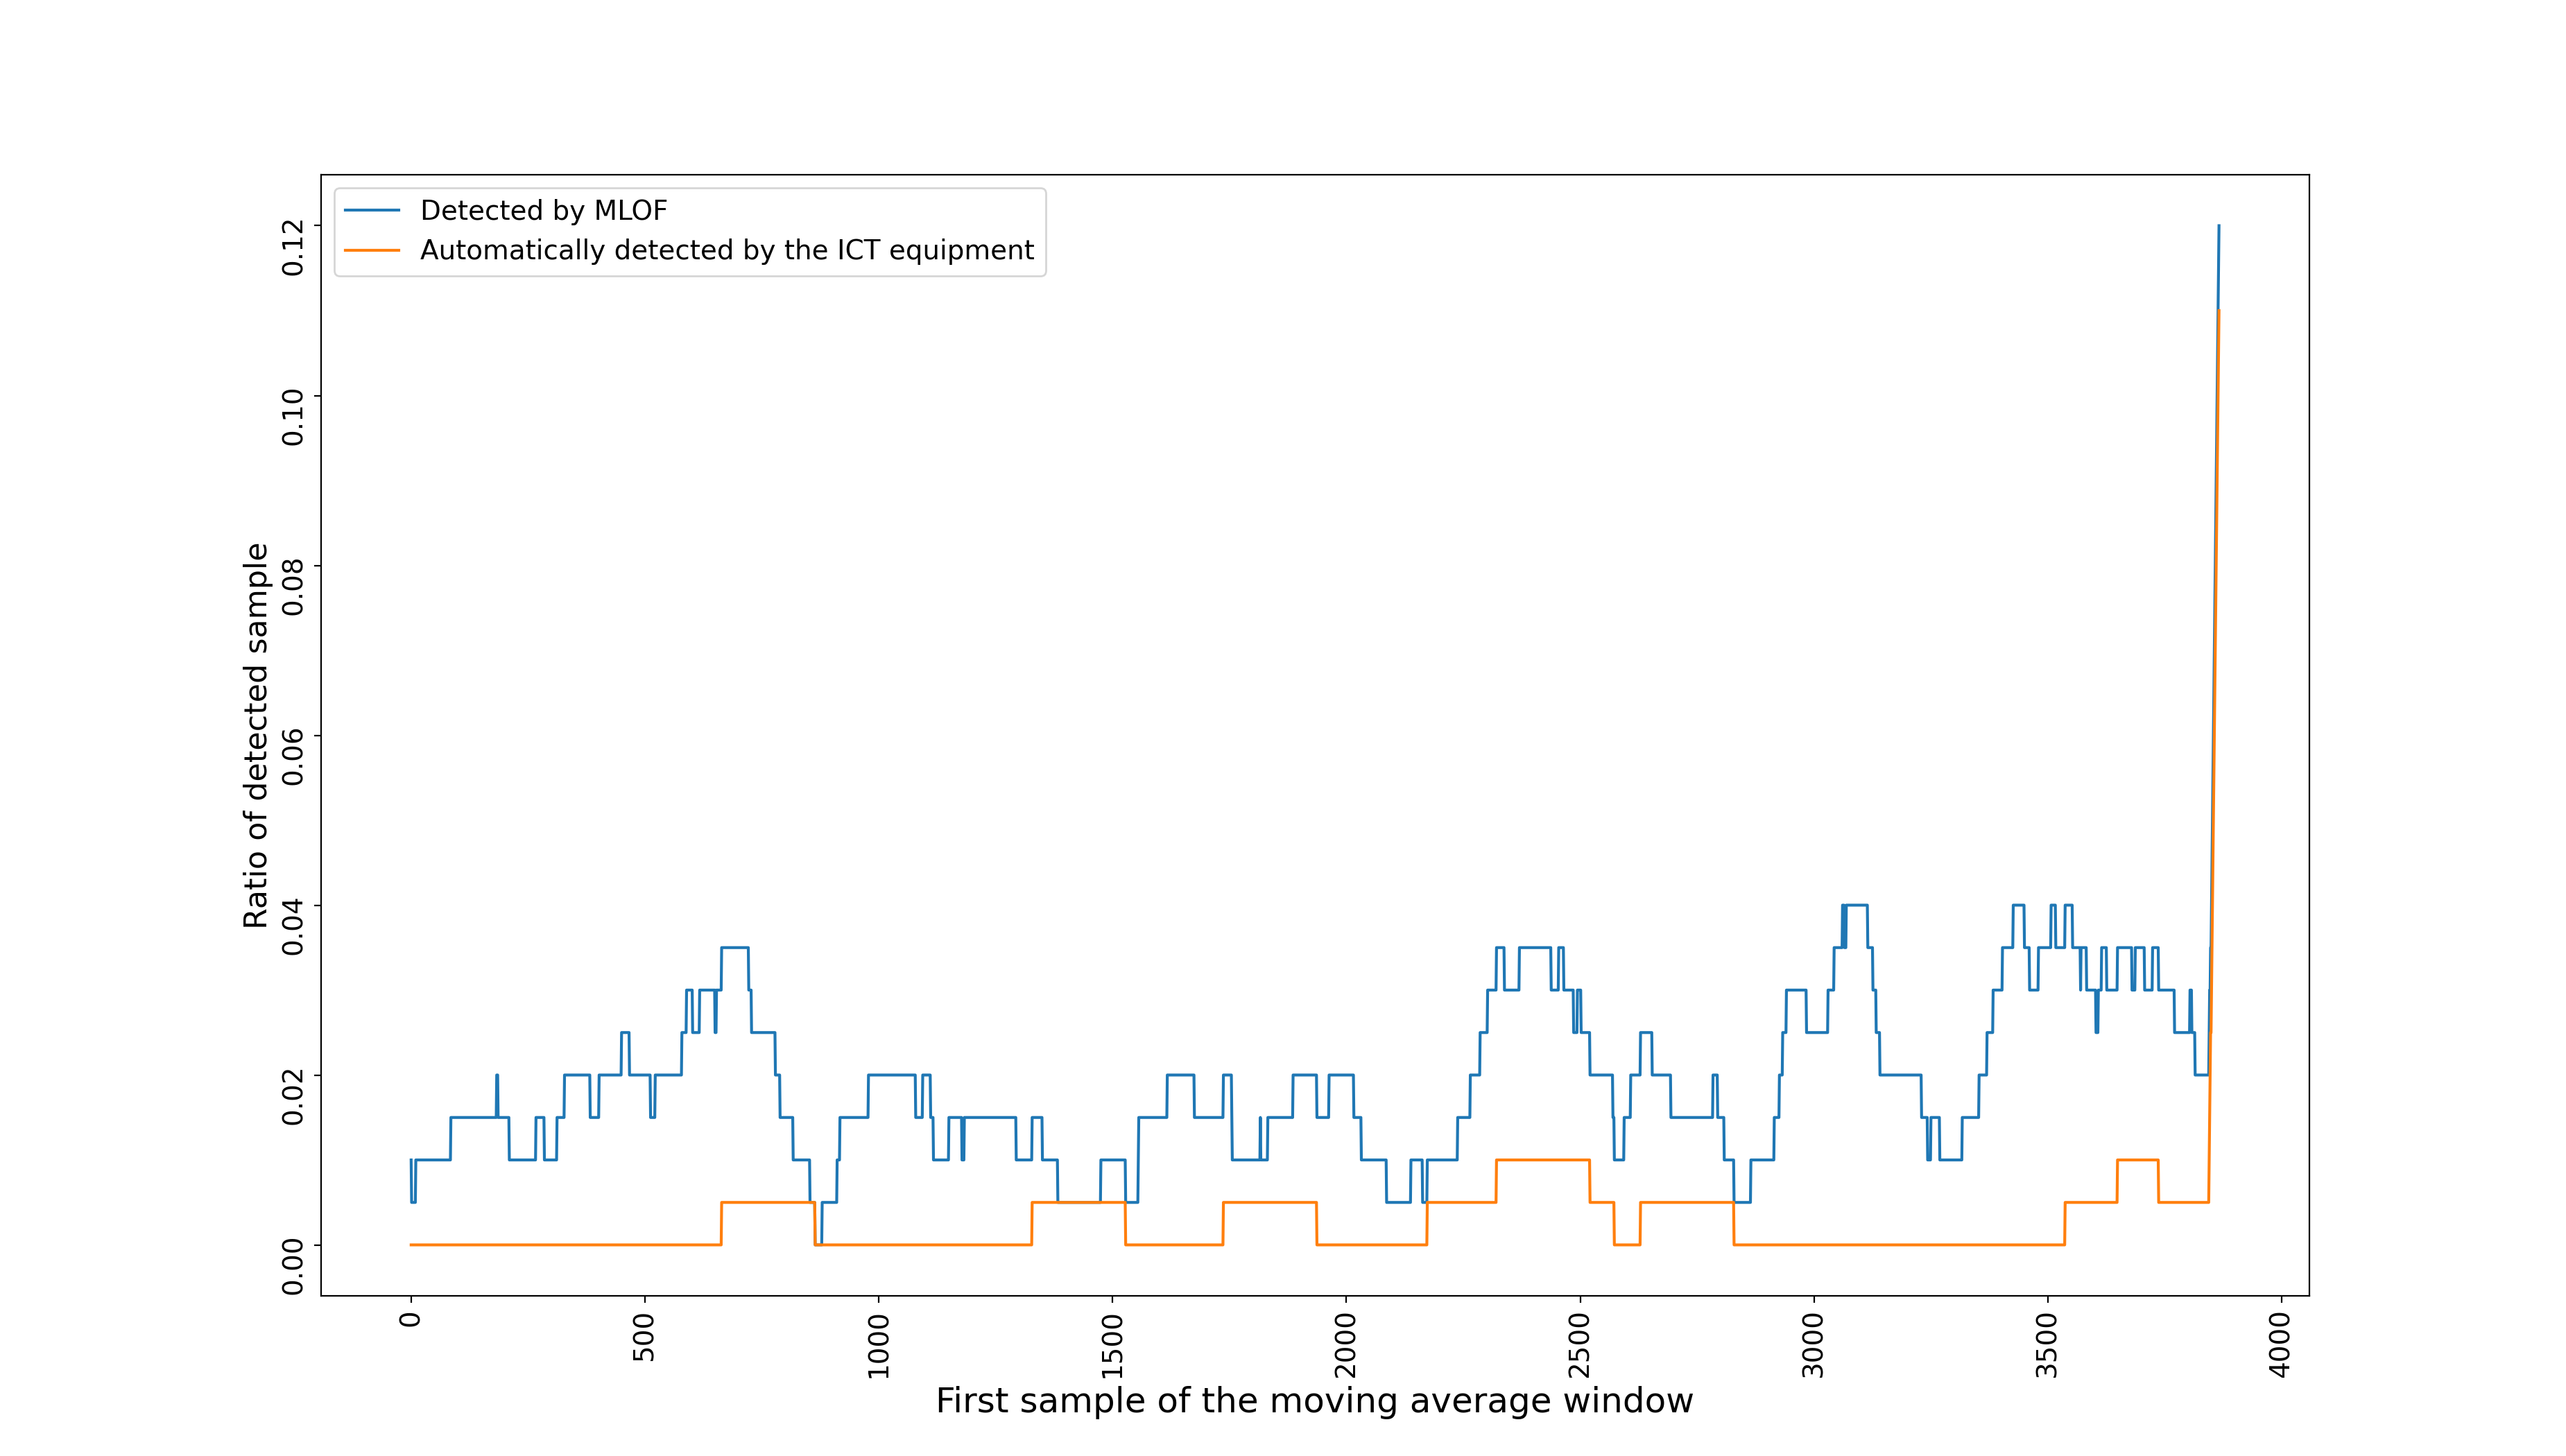 Detected by MLOF
Automatically detected by the ICT equipment
Ratio of detected sample
0.12
0.10
0.08
0.06
0.04
0.02
0.00
0 500 1000 1500 2000 2500 3000 3500 4000
First sample of the moving average window